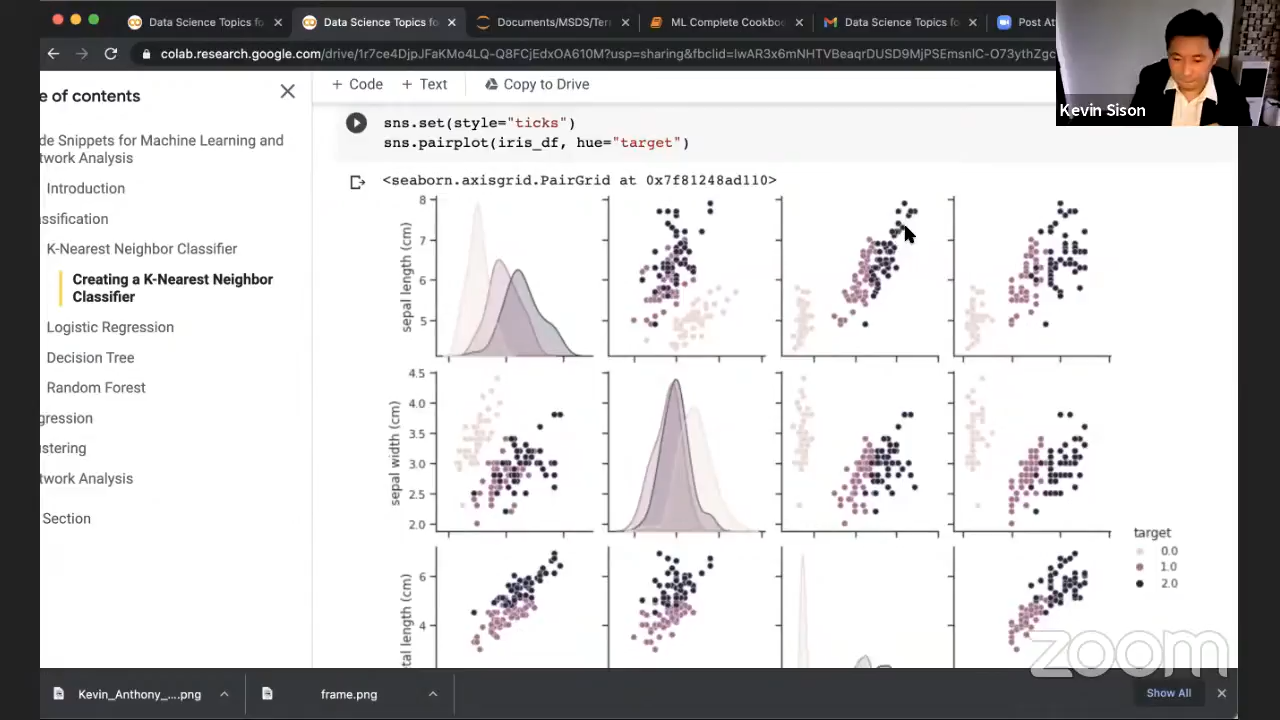 Data Science Topics fo
Data Science Topics fo
Documents/MSDS/Ter
ML Complete Cookbo
Data Science Topics fo
Post At
colab.research.google.com/drive/1r7ce4DjpJFaKMo4LQ-Q8FCjEdxOA610M?usp=sharing&fbclid=IwAR3x6mNHTVBeaqrDUSD9MjPSEmsnlC-O73ythZgc
Kevin Sison
e of contents
+ Code + Text Copy to Drive
de Snippets for Machine Learning and
twork Analysis
Introduction
ssification
K-Nearest Neighbor Classifier
Creating a K-Nearest Neighbor
Classifier
Logistic Regression
Decision Tree
Random Forest
gression
stering
twork Analysis
Section
sns.set(style="ticks")
sns.pairplot(iris_df, hue="target")
<seaborn.axisgrid.PairGrid at 0x7f81248ad110>
8
7
6
5
sepal length (cm)
4.5
4.0
3.5
3.0
2.5
2.0
sepal width (cm)
6
4
tal length (cm)
target
0.0
1.0
2.0
zoom
Kevin_Anthony_....png
frame.png
Show All